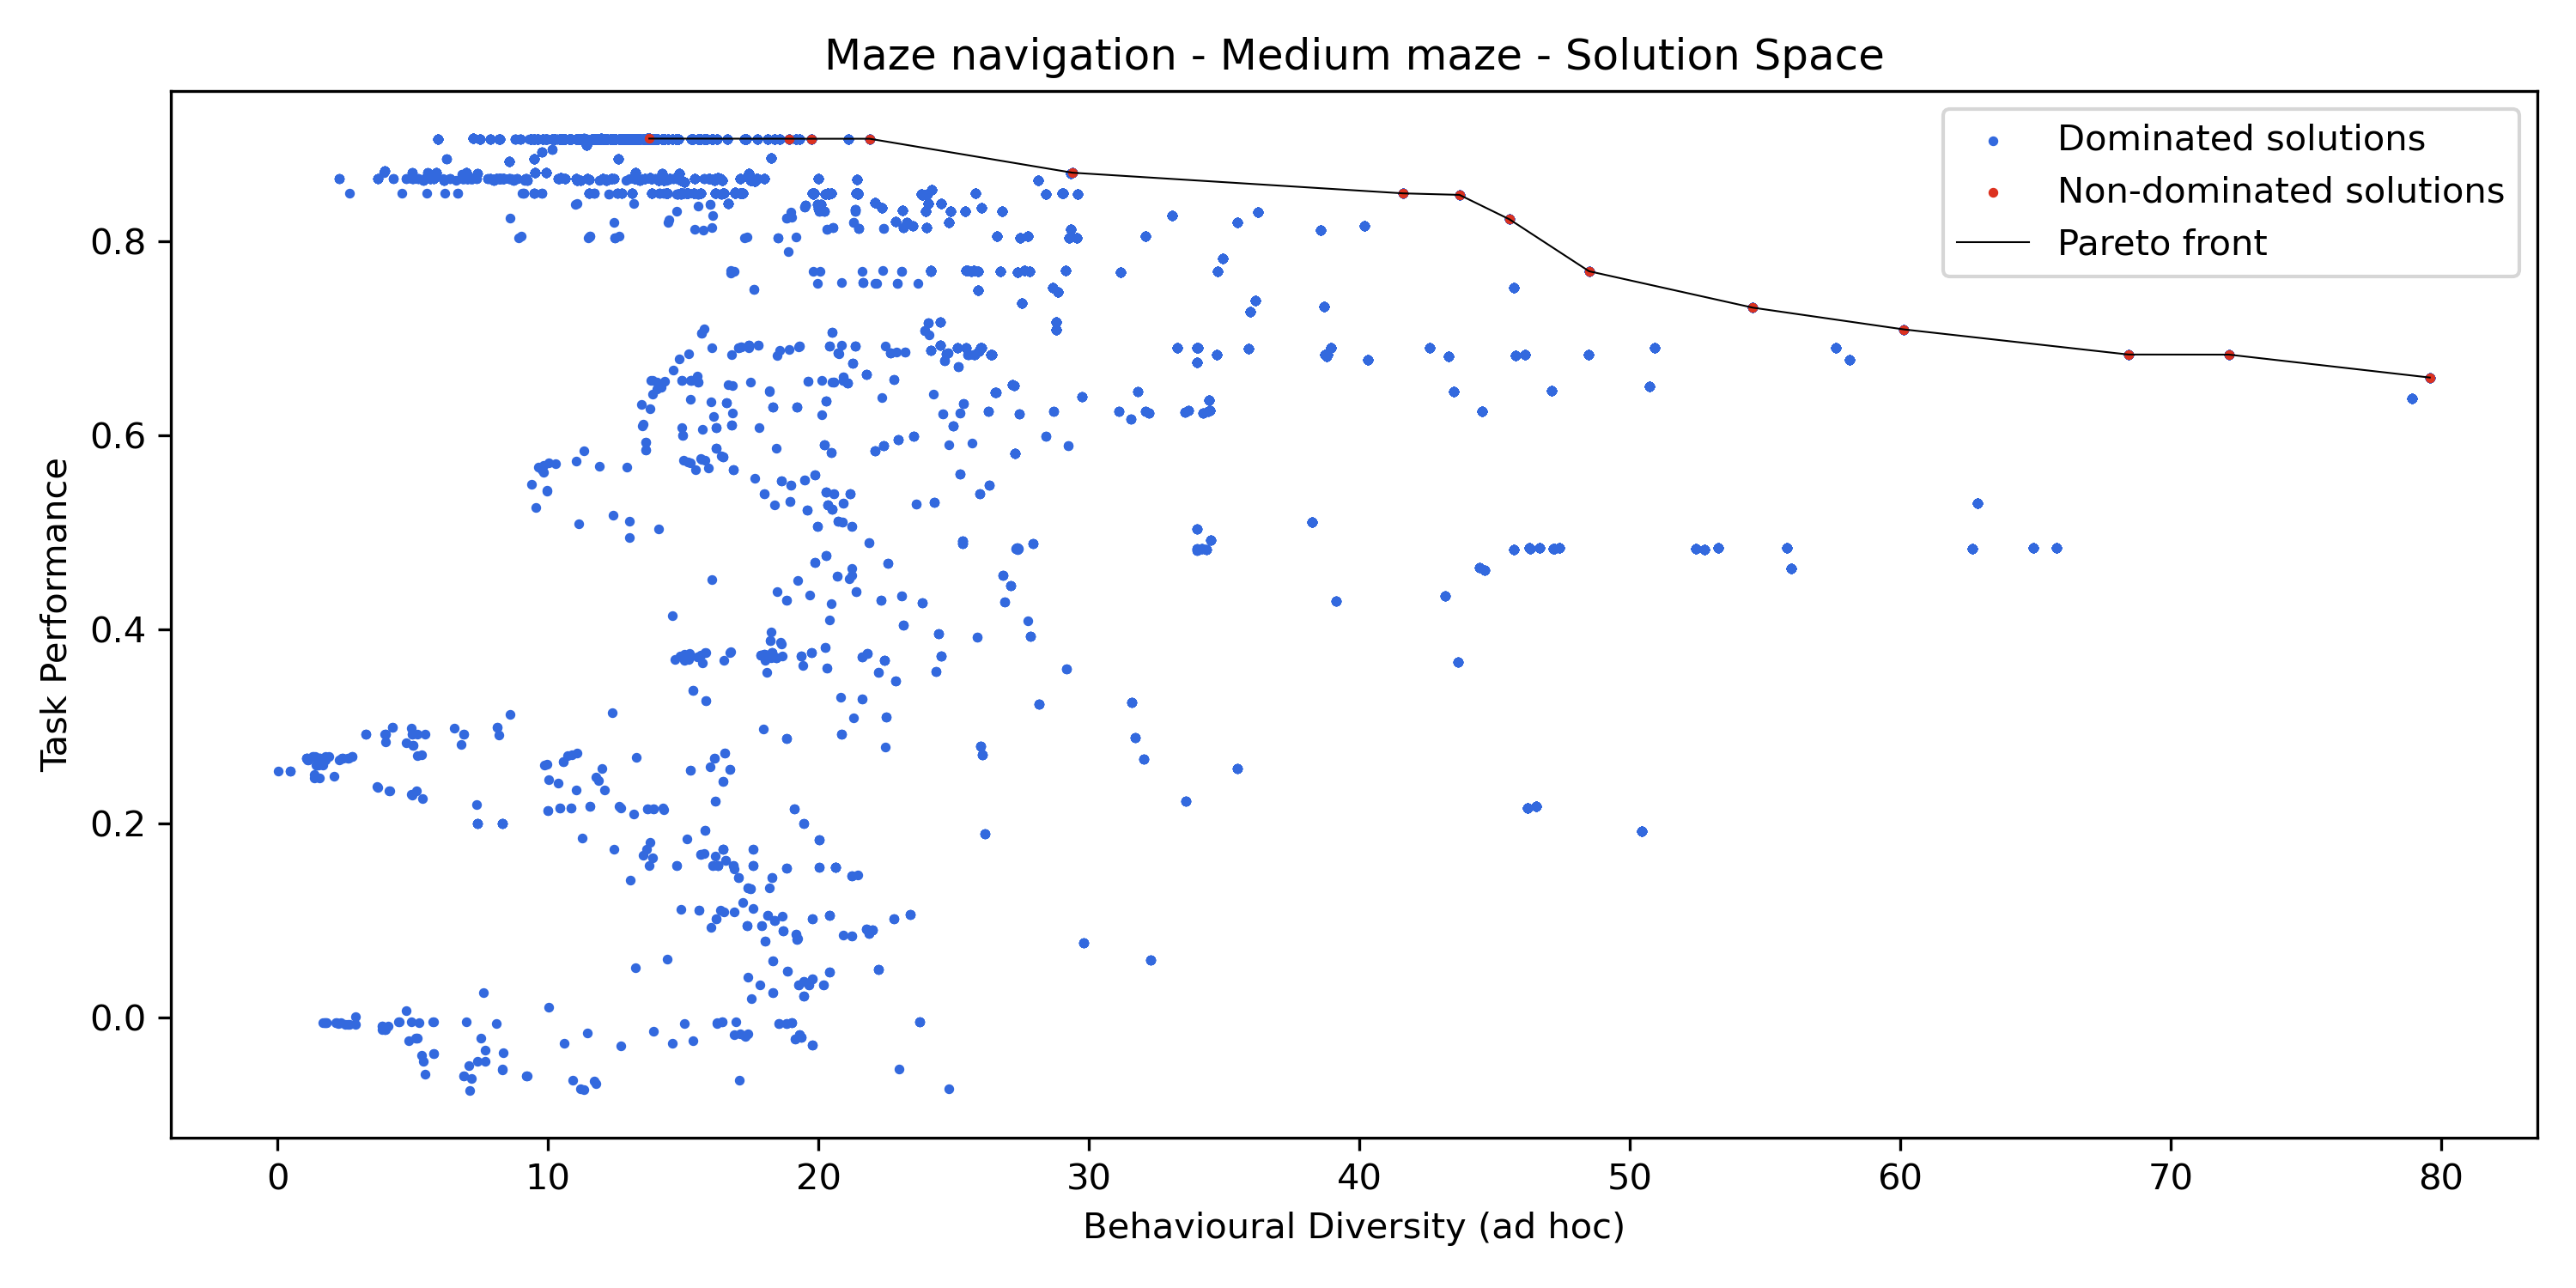 Maze navigation - Medium maze - Solution Space
Dominated solutions
Non-dominated solutions
Pareto front
Task Performance
0.8
0.6
0.4
0.2
0.0
0 10 20 30 40 50 60 70 80
Behavioural Diversity (ad hoc)